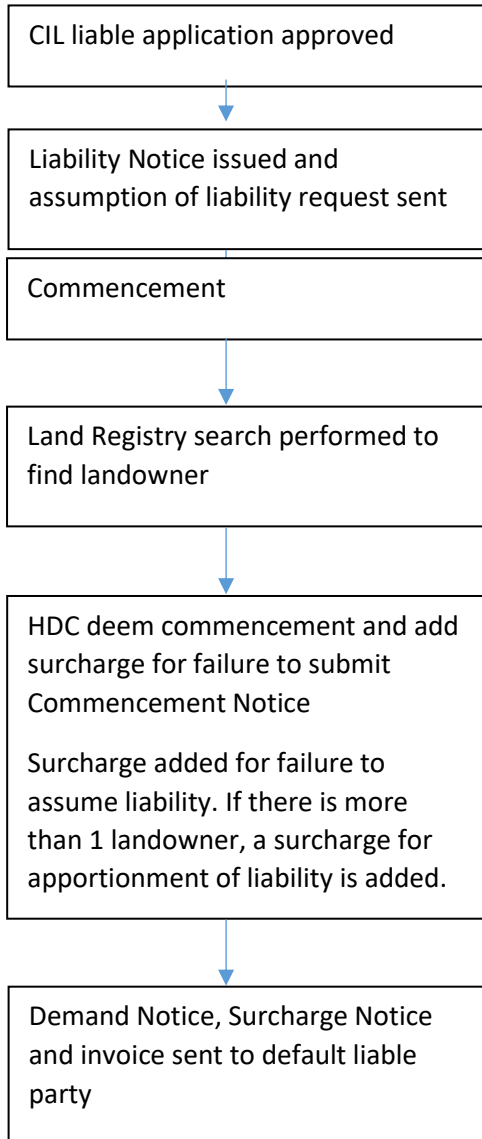 CIL liable application approved
Liability Notice issued and
assumption of liability request sent
Commencement
Land Registry search performed to
find landowner
HDC deem commencement and add
surcharge for failure to submit
Commencement Notice
Surcharge added for failure to
assume liability. If there is more
than 1 landowner, a surcharge for
apportionment of liability is added.
Demand Notice, Surcharge Notice
and invoice sent to default liable
party